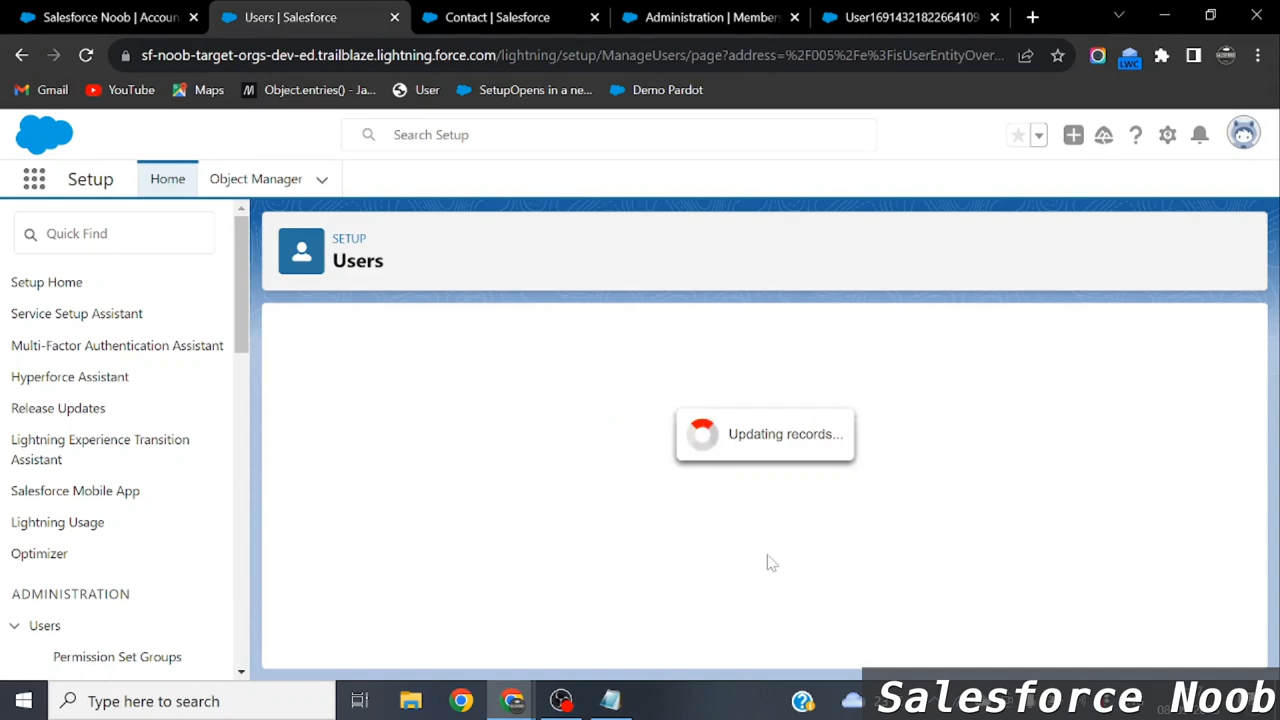 Salesforce Noob | Accoun
Users | Salesforce
Contact | Salesforce
Administration | Member
User16914321822664109
sf-noob-target-orgs-dev-ed.trailblaze.lightning.force.com/lightning/setup/ManageUsers/page?address=%2F005%2Fe%3FisUserEntityOver...
Gmail
YouTube
Maps
Object.entries() - Ja...
User
SetupOpens in a ne...
Demo Pardot
LWC
Search Setup
Setup
Home
Object Manager
Quick Find
SETUP
Users
Setup Home
Service Setup Assistant
Multi-Factor Authentication Assistant
Hyperforce Assistant
Release Updates
Lightning Experience Transition
Assistant
Salesforce Mobile App
Lightning Usage
Optimizer
ADMINISTRATION
Users
Permission Set Groups
Updating records...
Type here to search
Salesforce Noob